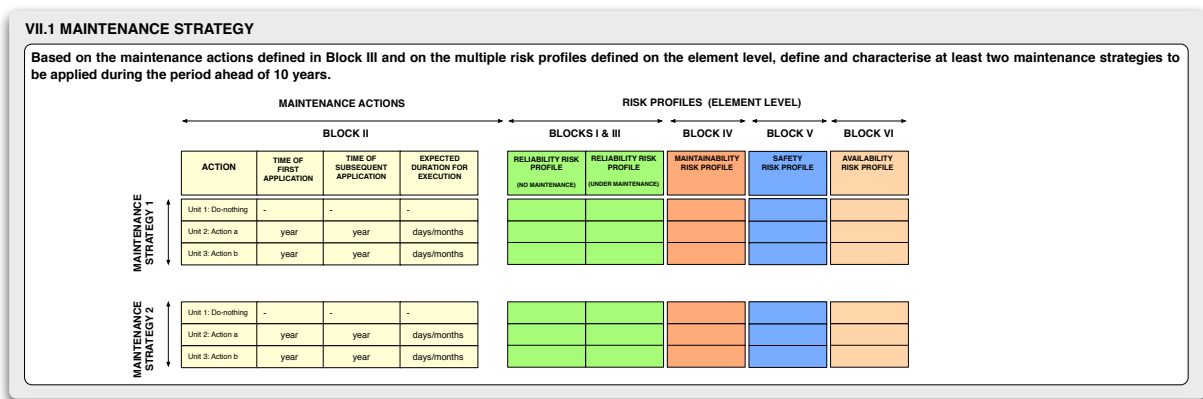 VII.1 MAINTENANCE STRATEGY
Based on the maintenance actions defined in Block III and on the multiple risk profiles defined on the element level, define and characterise at least two maintenance strategies to
be applied during the period ahead of 10 years.
MAINTENANCE ACTIONS
RISK PROFILES (ELEMENT LEVEL)
BLOCK II
BLOCKS I & III
BLOCK IV
BLOCK V
BLOCK VI
ACTION
TIME OF
FIRST
APPLICATION
TIME OF
SUBSEQUENT
APPLICATION
EXPECTED
DURATION FOR
EXECUTION
RELIABILITY RISK
PROFILE
(NO MAINTENANCE)
RELIABILITY RISK
PROFILE
(UNDER MAINTENANCE)
MAINTAINABILITY
RISK PROFILE
SAFETY
RISK PROFILE
AVAILABILITY
RISK PROFILE
MAINTENANCE
STRATEGY 1
Unit 1: Do-nothing - - -
Unit 2: Action a year year days/months
Unit 3: Action b year year days/months
MAINTENANCE
STRATEGY 2
Unit 1: Do-nothing - - -
Unit 2: Action a year year days/months
Unit 3: Action b year year days/months